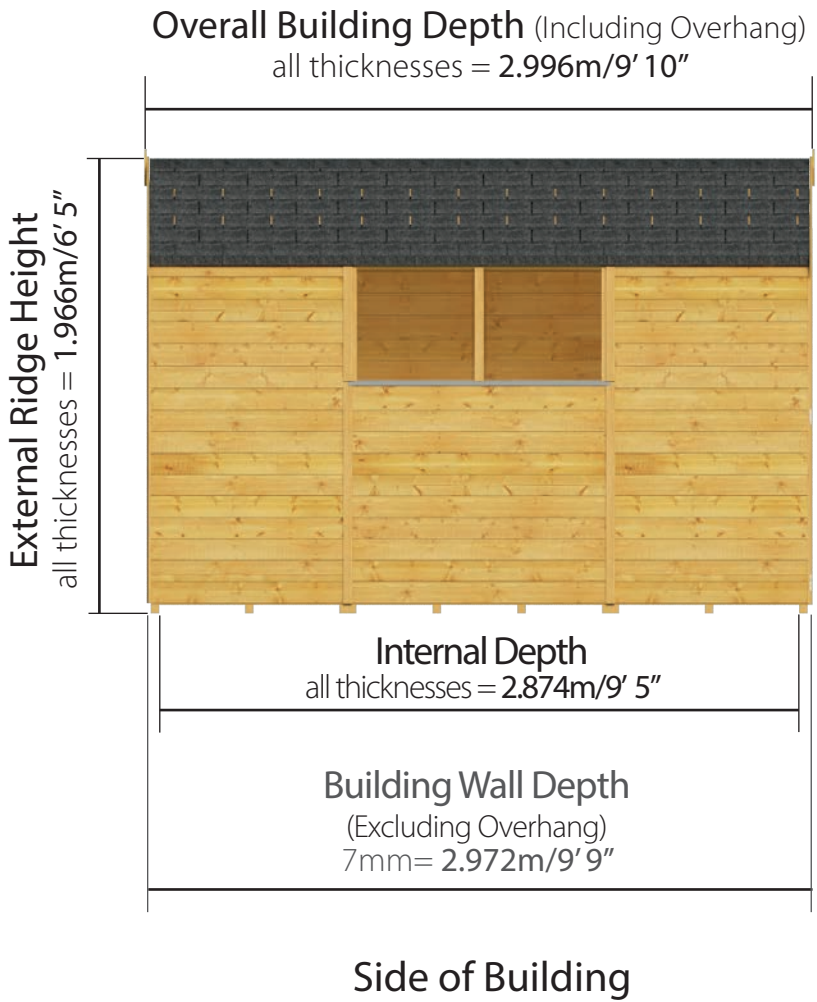 Overall Building Depth (Including Overhang)
all thicknesses = 2.996m/9’ 10”
External Ridge Height
all thicknesses = 1.966m/6’ 5”
Internal Depth
all thicknesses = 2.874m/9’ 5”
Building Wall Depth
(Excluding Overhang)
7mm= 2.972m/9’ 9”
Side of Building